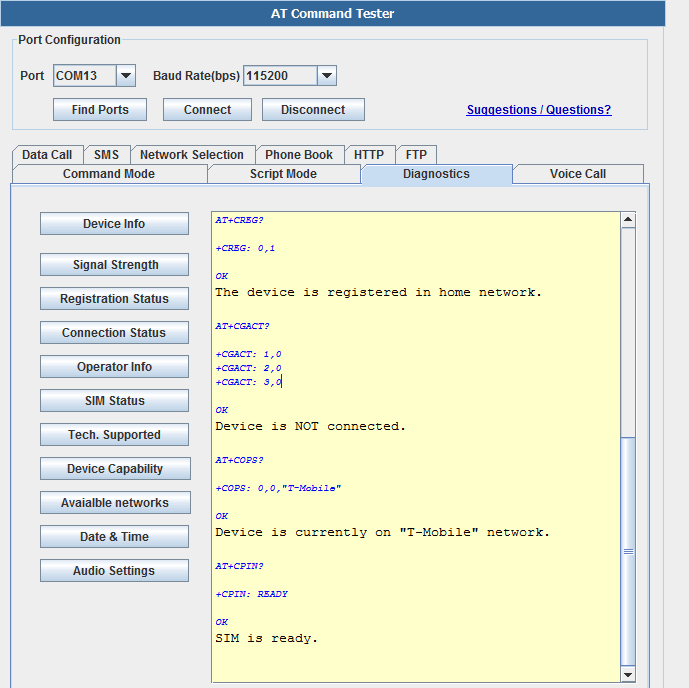 AT Command Tester
Port Configuration
Port COM13 Baud Rate(bps) 115200
Find Ports Connect Disconnect Suggestions / Questions?
Data Call SMS Network Selection Phone Book HTTP FTP
Command Mode Script Mode Diagnostics Voice Call
Device Info
Signal Strength
Registration Status
Connection Status
Operator Info
SIM Status
Tech. Supported
Device Capability
Avaialble networks
Date & Time
Audio Settings
AT+CREG?
+CREG: 0,1
OK
The device is registered in home network.
AT+CGACT?
+CGACT: 1,0
+CGACT: 2,0
+CGACT: 3,0
OK
Device is NOT connected.
AT+COPS?
+COPS: 0,0,"T-Mobile"
OK
Device is currently on "T-Mobile" network.
AT+CPIN?
+CPIN: READY
OK
SIM is ready.